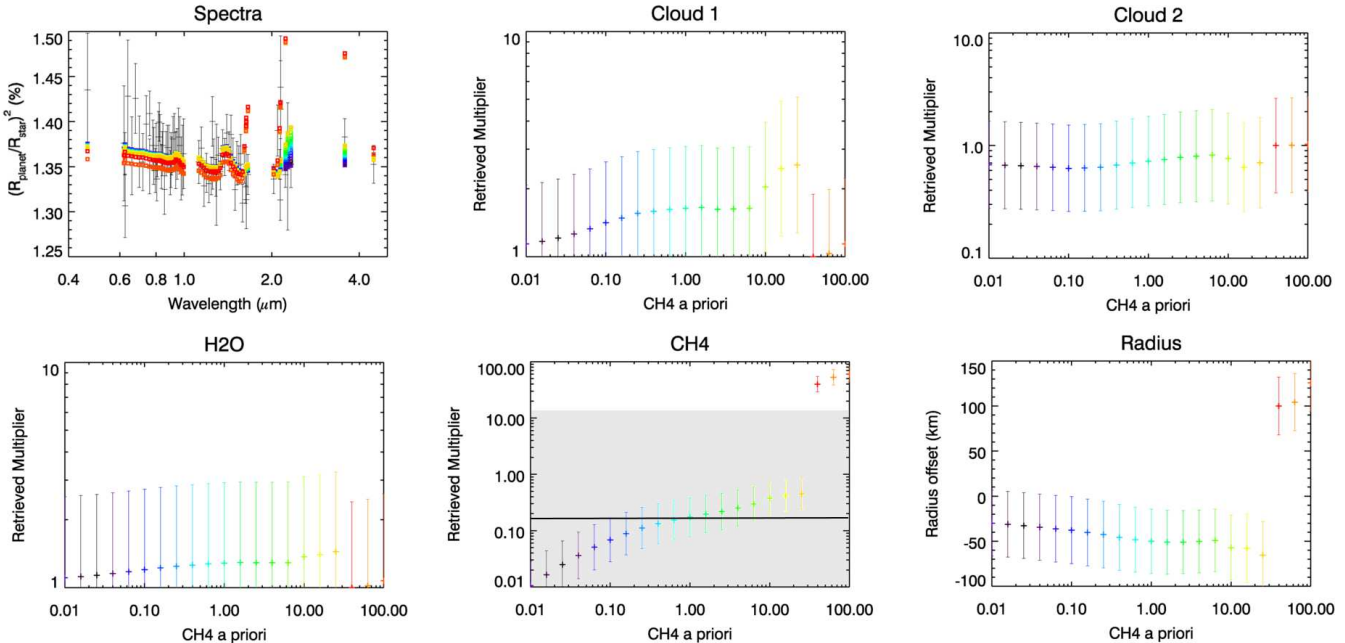 Spectra
1.50
1.45
1.40
1.35
1.30
1.25
(R_planet/R_star)^2 (%)
0.4 0.6 0.8 1.0 2.0 4.0
Wavelength (μm)
Cloud 1
10
1
Retrieved Multiplier
0.01 0.10 1.00 10.00 100.00
CH4 a priori
Cloud 2
10.0
1.0
0.1
Retrieved Multiplier
0.01 0.10 1.00 10.00 100.00
CH4 a priori
H2O
10
1
Retrieved Multiplier
0.01 0.10 1.00 10.00 100.00
CH4 a priori
CH4
100.00
10.00
1.00
0.10
0.01
Retrieved Multiplier
0.01 0.10 1.00 10.00 100.00
CH4 a priori
Radius
150
100
50
0
-50
-100
Radius offset (km)
0.01 0.10 1.00 10.00 100.00
CH4 a priori